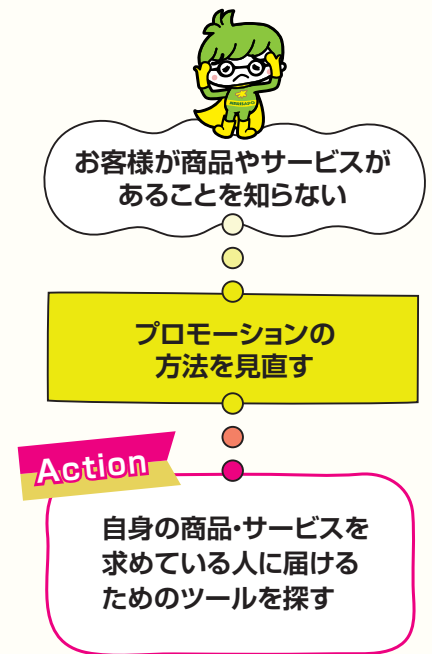 お客様が商品やサービスが
あることを知らない
プロモーションの
方法を見直す
Action
自身の商品・サービスを
求めている人に届ける
ためのツールを探す